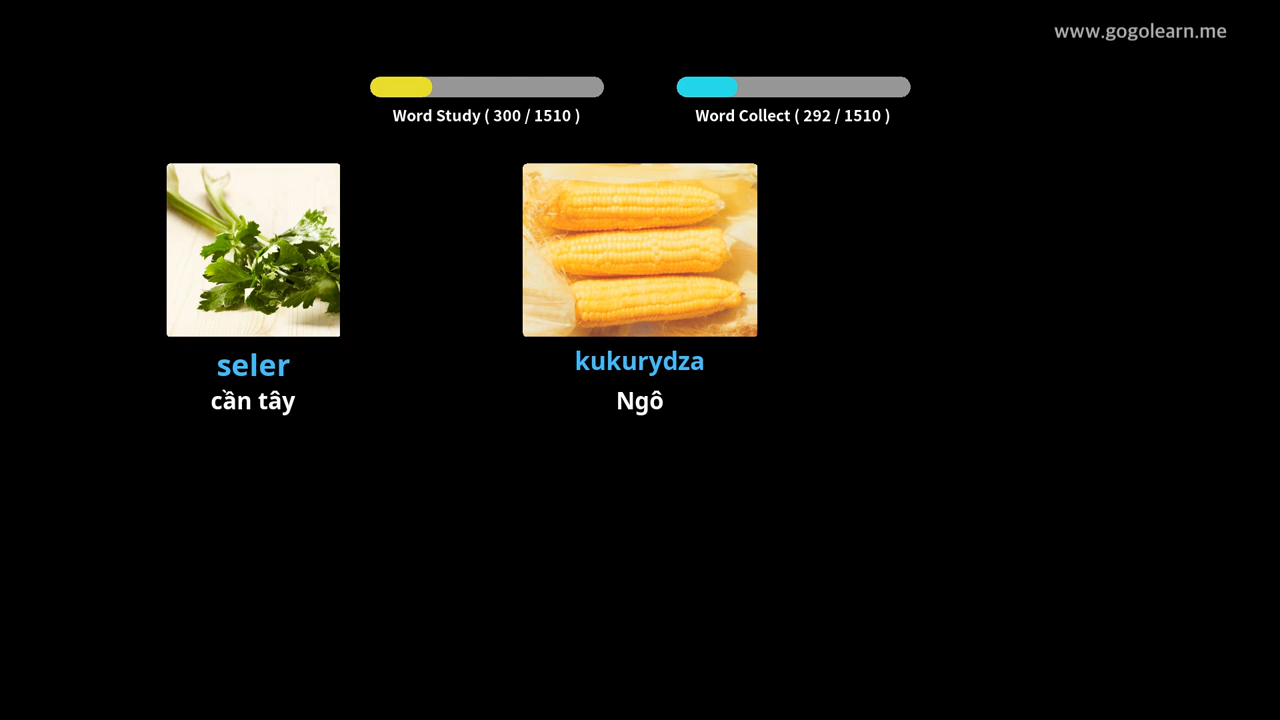 www.gogolearn.me
Word Study ( 300 / 1510 )
Word Collect ( 292 / 1510 )
seler
cần tây
kukurydza
Ngô